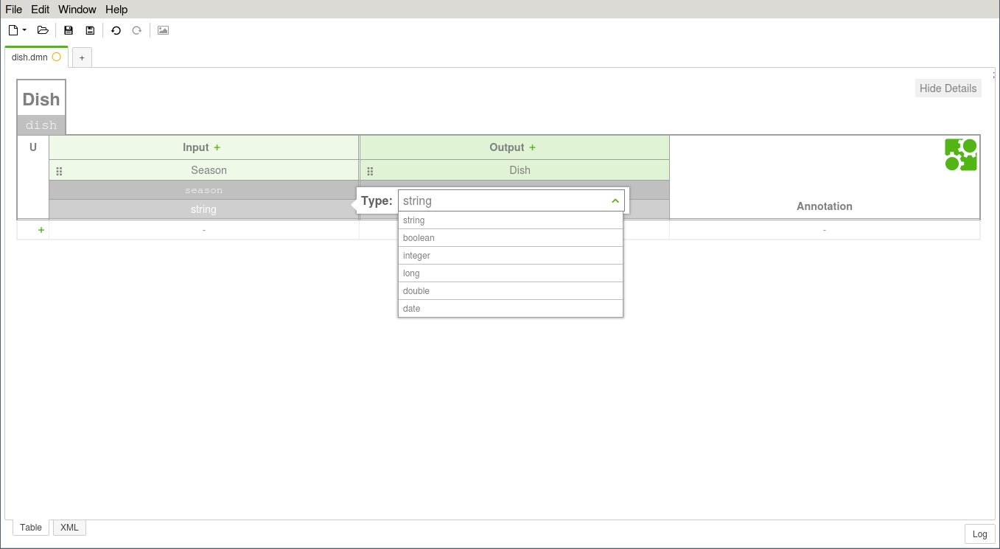 File Edit Window Help
dish.dmn +
Hide Details
Dish
dish
U Input + Output +
Season Dish
season
Type: string
string Annotation
string
+ - -
boolean
integer
long
double
date
Table XML
Log